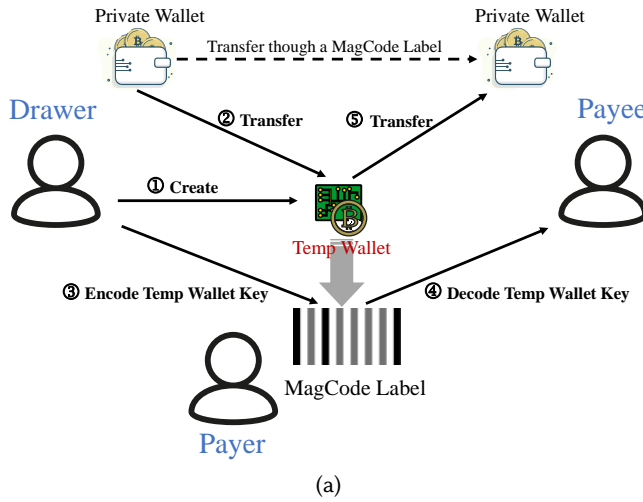 Private Wallet
Private Wallet
Transfer though a MagCode Label
Drawer
Payee
② Transfer
⑤ Transfer
① Create
Temp Wallet
③ Encode Temp Wallet Key
④ Decode Temp Wallet Key
MagCode Label
Payer
(a)